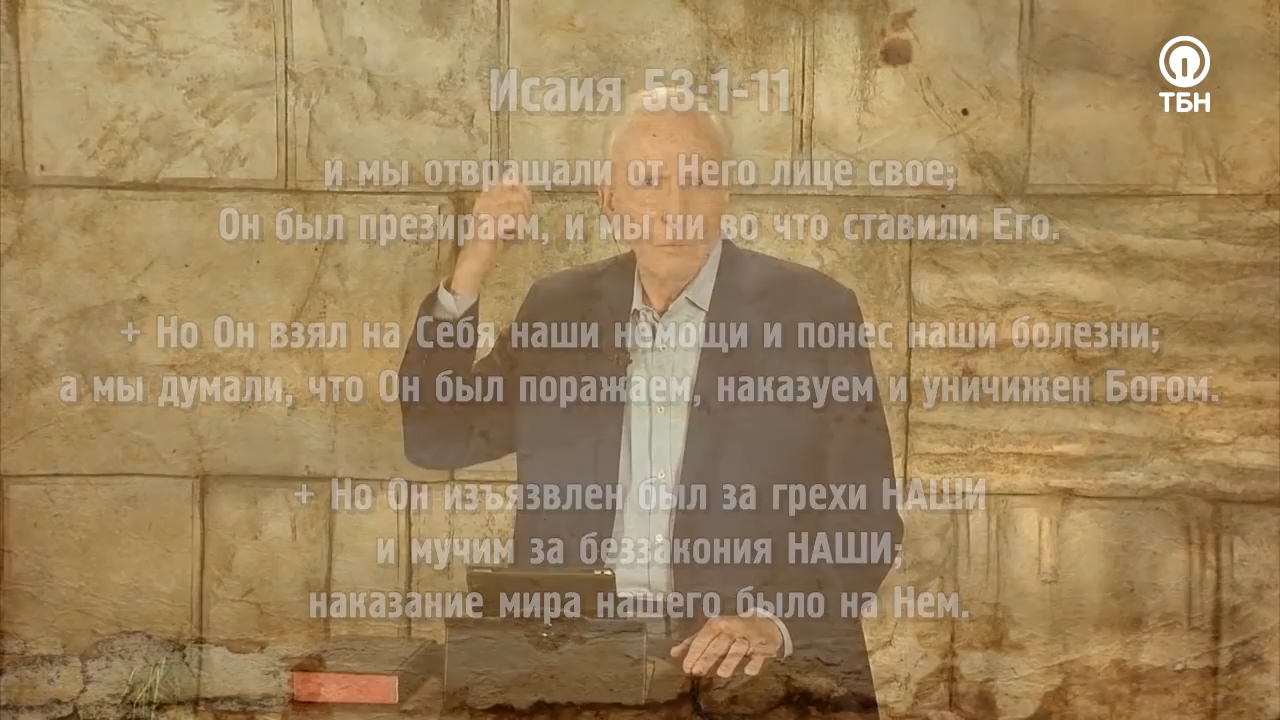 ТБН
Исаия 53:1-11
и мы отвращали от Него лице свое;
Он был презираем, и мы ни во что ставили Его.
+ Но Он взял на Себя наши немощи и понес наши болезни;
а мы думали, что Он был поражаем, наказуем и уничижен Богом.
+ Но Он изъязвлен был за грехи НАШИ
и мучим за беззакония НАШИ;
наказание мира нашего было на Нем.